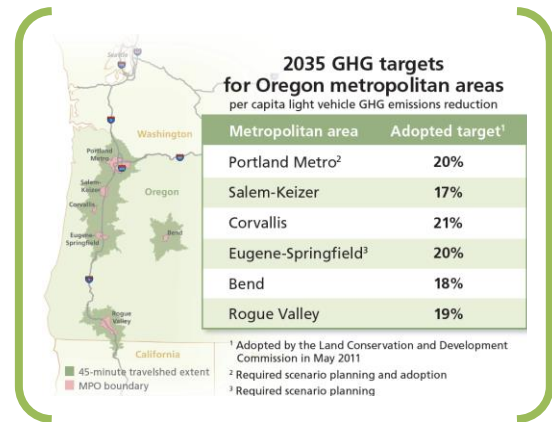 2035 GHG targets
for Oregon metropolitan areas
per capita light vehicle GHG emissions reduction
Metropolitan area Adopted target¹
Portland Metro² 20%
Salem-Keizer 17%
Corvallis 21%
Eugene-Springfield³ 20%
Bend 18%
Rogue Valley 19%
¹ Adopted by the Land Conservation and Development
Commission in May 2011
² Required scenario planning and adoption
³ Required scenario planning
Seattle
Washington
Portland
Metro
Salem-
Keizer
Oregon
Corvallis
Eugene-
Springfield
Bend
Rogue
Valley
California
45-minute travelshed extent
MPO boundary